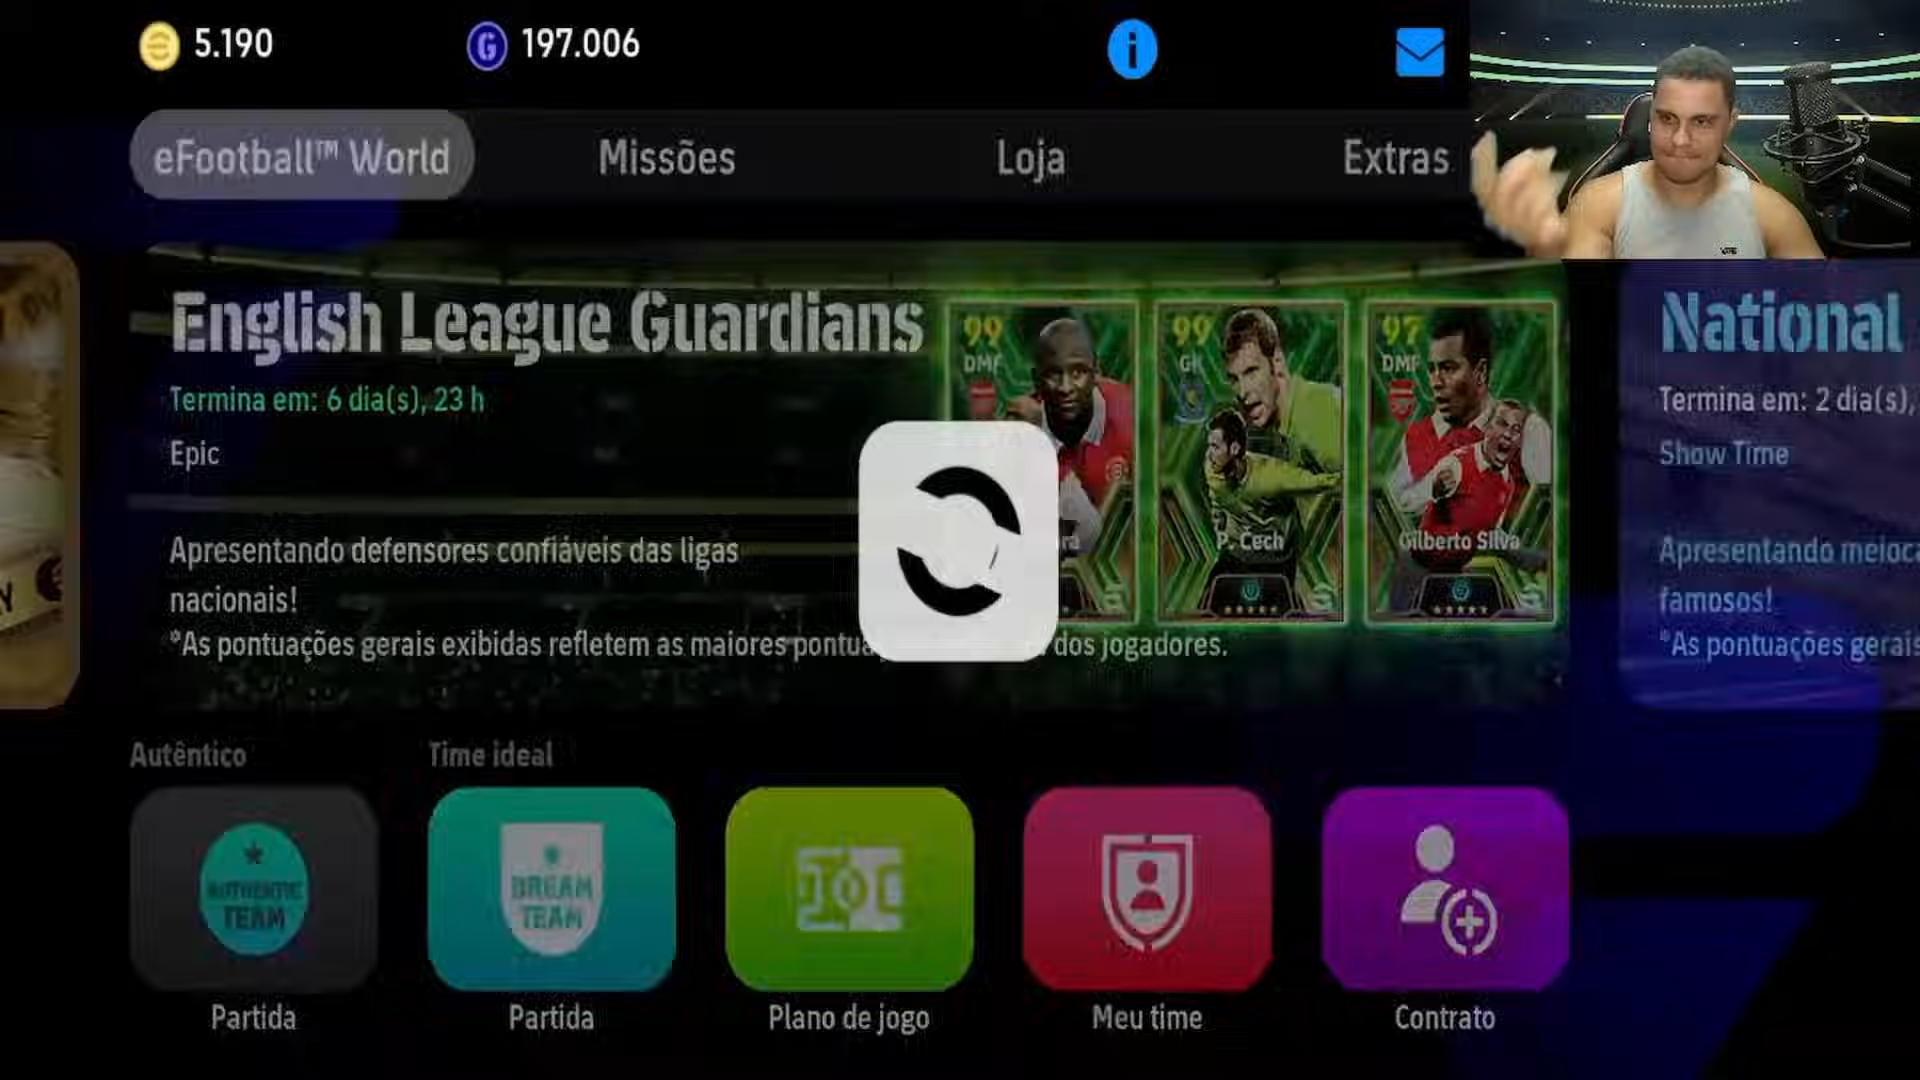 5.190
197.006
eFootball™ World
Missões
Loja
Extras
English League Guardians
Termina em: 6 dia(s), 23 h
Epic
Apresentando defensores confiáveis das ligas
nacionais!
*As pontuações gerais exibidas refletem as maiores
dos jogadores.
99
DMF
99
GK
P. Cech
97
DMF
Gilberto Silva
National
Termina em: 2 dia(s),
Show Time
Apresentando
famosos!
*As pontuações gerais
Autêntico
Time ideal
AUTHENTIC
TEAM
DREAM
TEAM
Partida
Partida
Plano de jogo
Meu time
Contrato